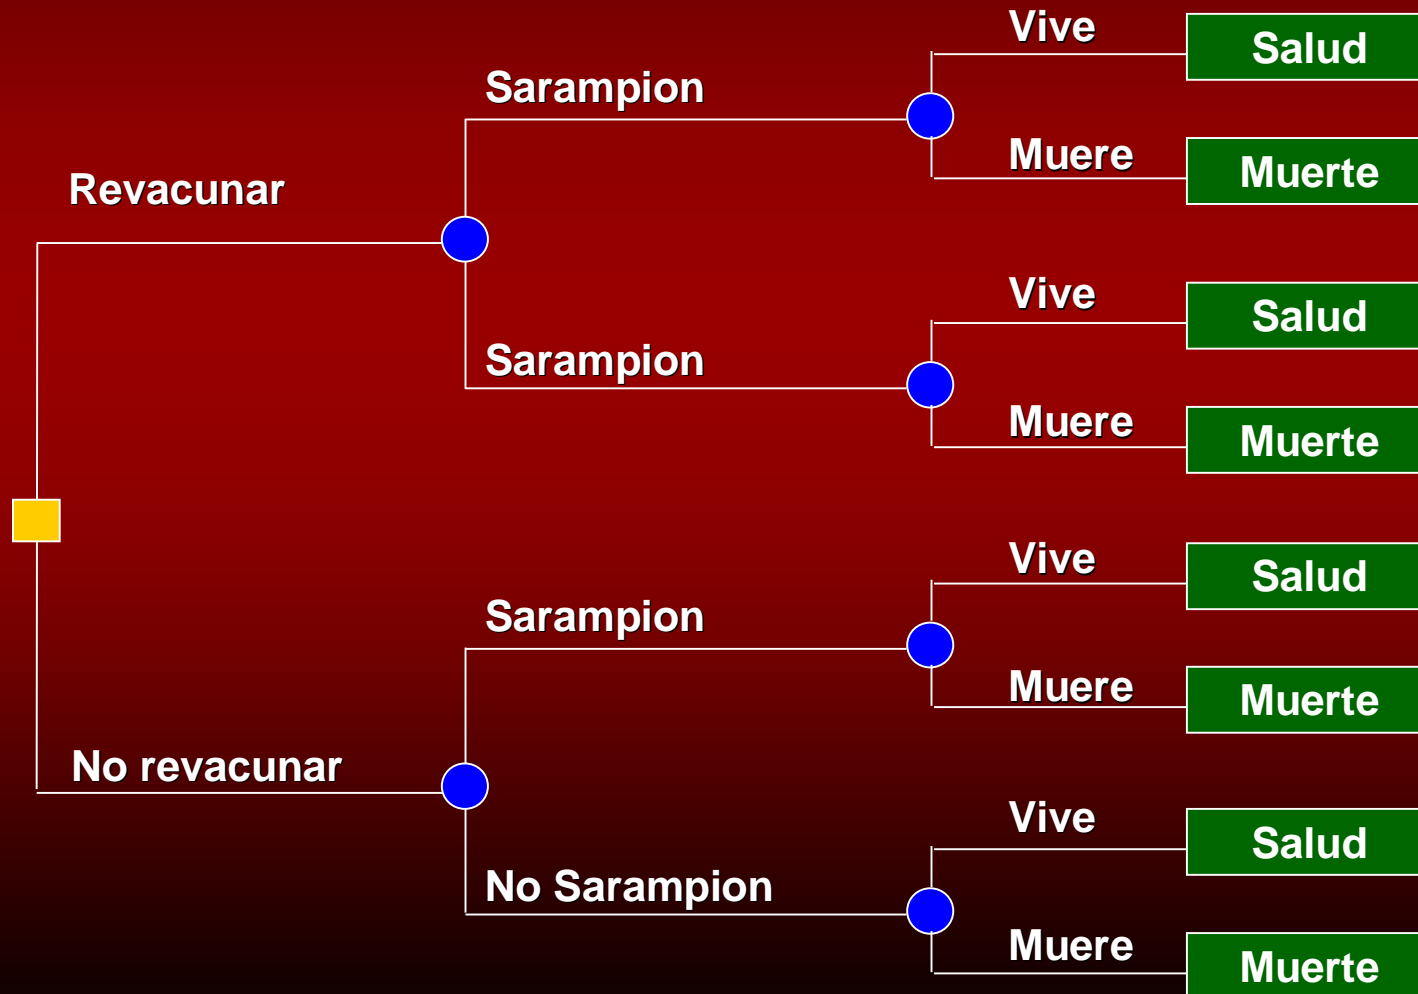 Vive
Salud
Sarampion
Muere
Muerte
Revacunar
Vive
Salud
Sarampion
Muere
Muerte
Vive
Salud
Sarampion
Muere
Muerte
No revacunar
Vive
Salud
No Sarampion
Muere
Muerte